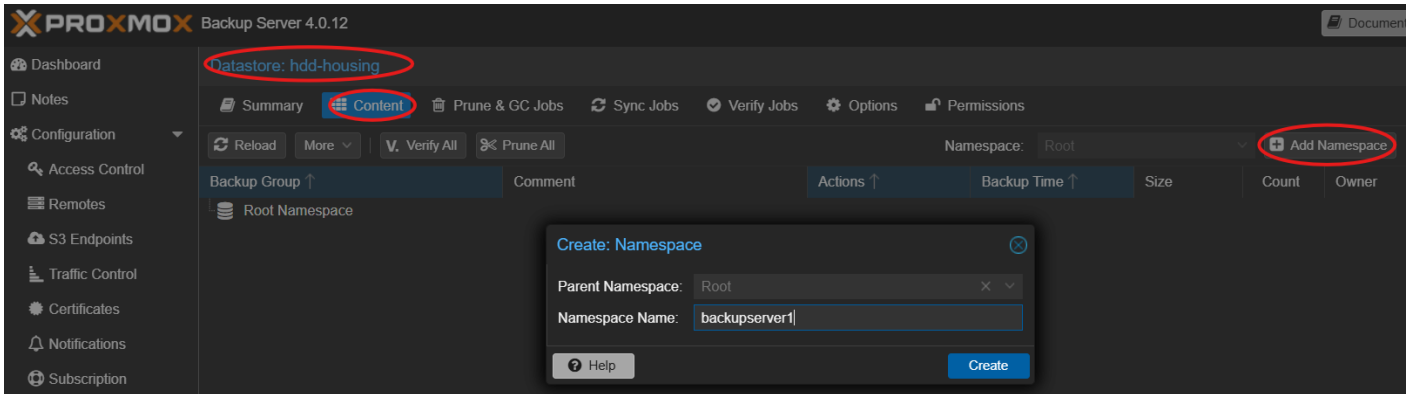 PROXMOX Backup Server 4.0.12
Document
Dashboard
Notes
Configuration
Access Control
Remotes
S3 Endpoints
Traffic Control
Certificates
Notifications
Subscription
Datastore: hdd-housing
Summary Content Prune & GC Jobs Sync Jobs Verify Jobs Options Permissions
Reload More V. Verify All Prune All Namespace: Root Add Namespace
Backup Group ↑ Comment Actions ↑ Backup Time ↑ Size Count Owner
Root Namespace
Create: Namespace
Parent Namespace: Root
Namespace Name: backupserver1
Help Create